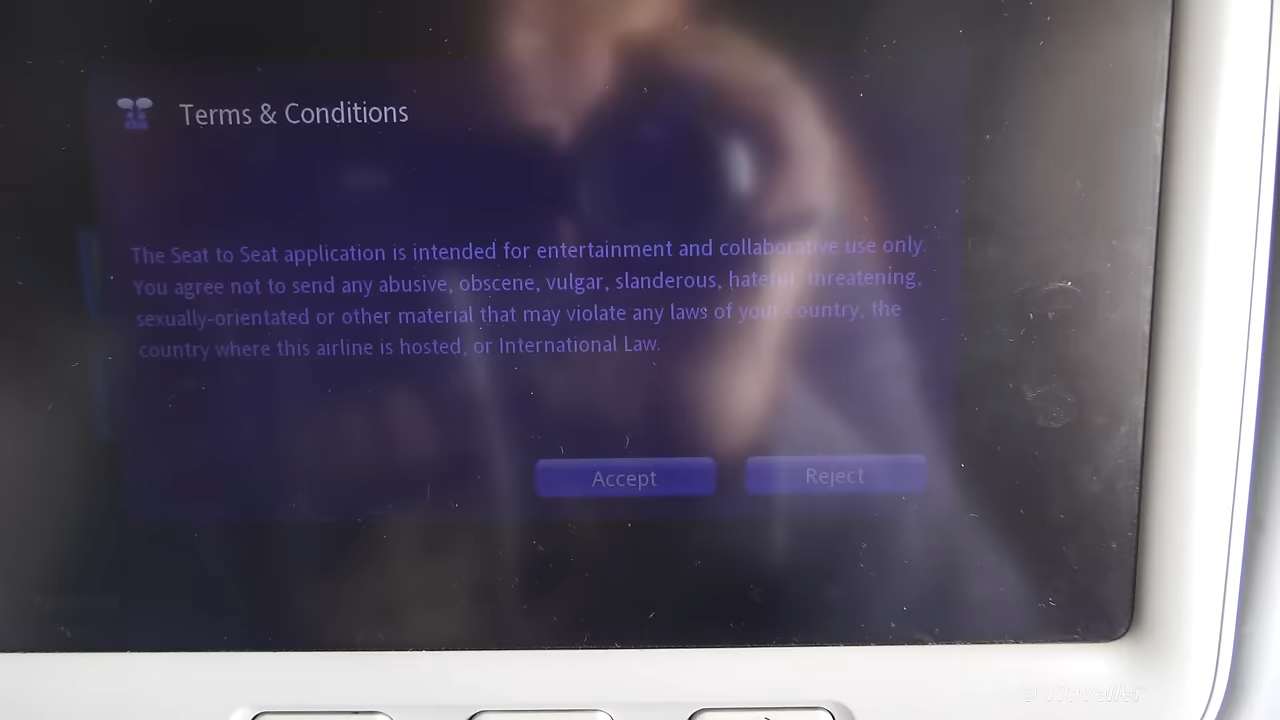 Terms & Conditions
The Seat to Seat application is intended for entertainment and collaborative use only.
You agree not to send any abusive, obscene, vulgar, slanderous, hateful, threatening,
sexually-orientated or other material that may violate any laws of your country, the
country where this airline is hosted, or International Law.
Accept Reject